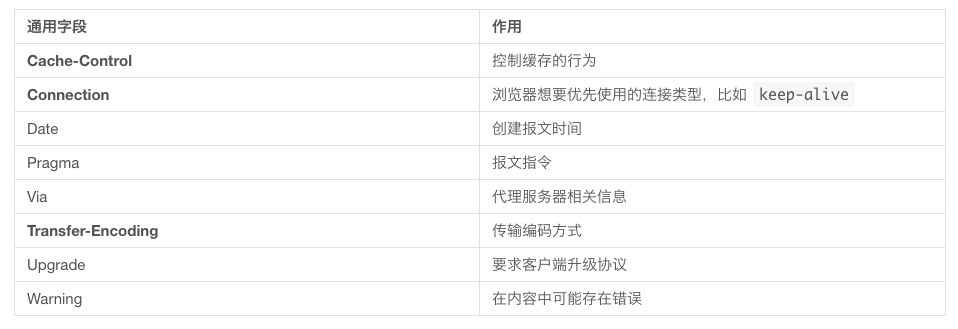 通用字段 作用
Cache-Control 控制缓存的行为
Connection 浏览器想要优先使用的连接类型，比如 keep-alive
Date 创建报文时间
Pragma 报文指令
Via 代理服务器相关信息
Transfer-Encoding 传输编码方式
Upgrade 要求客户端升级协议
Warning 在内容中可能存在错误